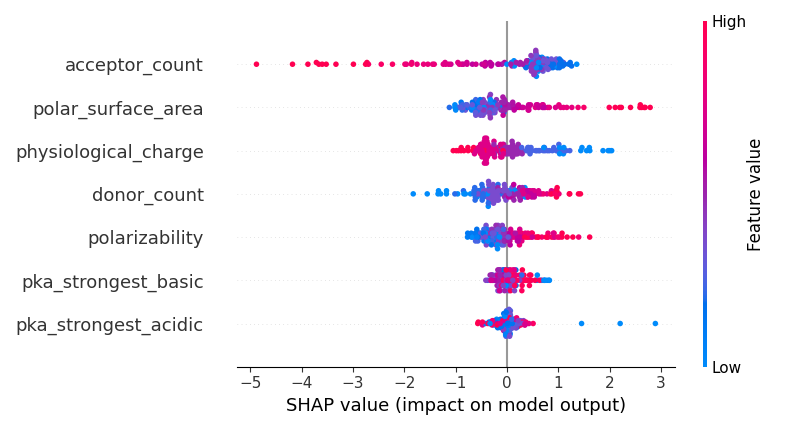 High
acceptor_count
polar_surface_area
physiological_charge
donor_count
polarizability
pka_strongest_basic
pka_strongest_acidic
Feature value
Low
−5 −4 −3 −2 −1 0 1 2 3
SHAP value (impact on model output)